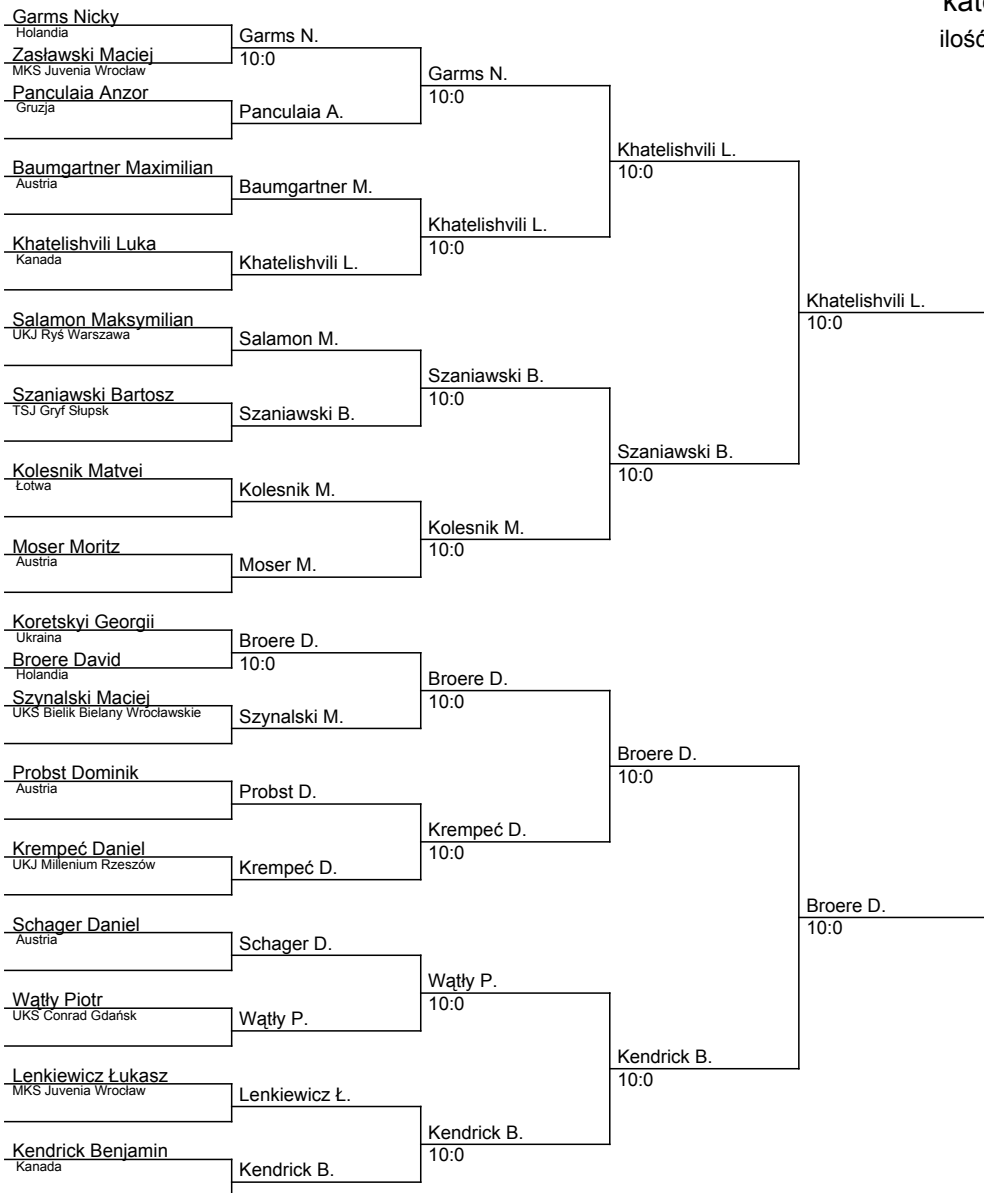 kate
ilość
Garms Nicky
Holandia
Zasławski Maciej
MKS Juvenia Wrocław
Panculaia Anzor
Gruzja
Baumgartner Maximilian
Austria
Khatelishvili Luka
Kanada
Salamon Maksymilian
UKJ Ryś Warszawa
Szaniawski Bartosz
TSJ Gryf Słupsk
Kolesnik Matvei
Łotwa
Moser Moritz
Austria
Koretskyi Georgii
Ukraina
Broere David
Holandia
Szynalski Maciej
UKS Bielik Bielany Wrocławskie
Probst Dominik
Austria
Krempeć Daniel
UKJ Millenium Rzeszów
Schager Daniel
Austria
Wątły Piotr
UKS Conrad Gdańsk
Lenkiewicz Łukasz
MKS Juvenia Wrocław
Kendrick Benjamin
Kanada
Garms N.
10:0
Panculaia A.
Baumgartner M.
Khatelishvili L.
Salamon M.
Szaniawski B.
Kolesnik M.
Moser M.
Broere D.
10:0
Szynalski M.
Probst D.
Krempeć D.
Schager D.
Wątły P.
Lenkiewicz Ł.
Kendrick B.
Garms N.
10:0
Khatelishvili L.
10:0
Szaniawski B.
10:0
Kolesnik M.
10:0
Broere D.
10:0
Krempeć D.
10:0
Wątły P.
10:0
Kendrick B.
10:0
Khatelishvili L.
10:0
Szaniawski B.
10:0
Broere D.
10:0
Kendrick B.
10:0
Khatelishvili L.
10:0
Broere D.
10:0